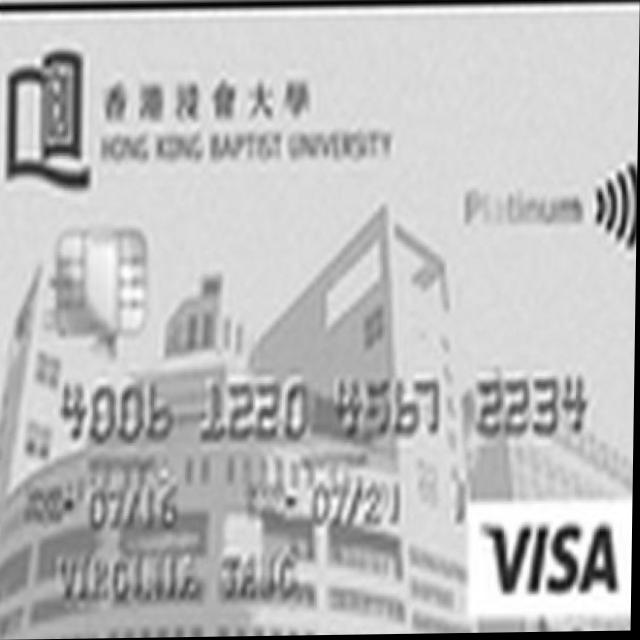 香港浸會大學
HONG KONG BAPTIST UNIVERSITY
Platinum
4006 1220 4567 2234
07/16 07/21
VIRGINIA
VISA